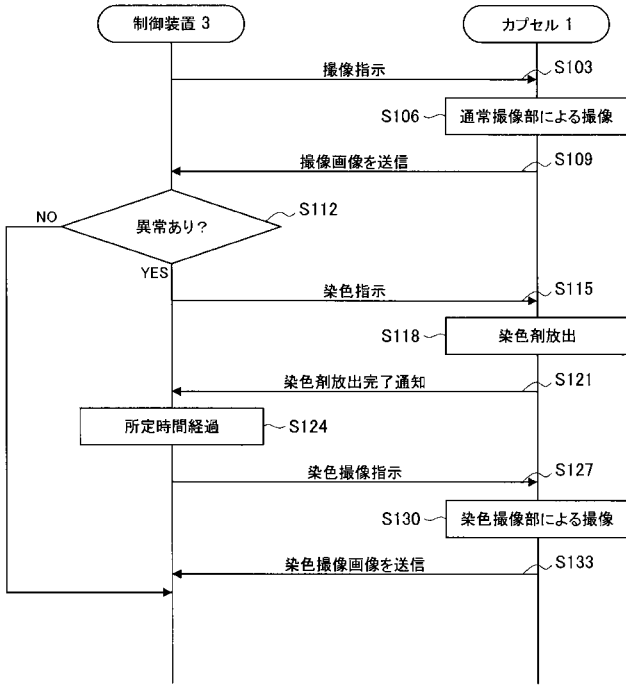 制御装置 3
カプセル 1
撮像指示
S103
S106
通常撮像部による撮像
撮像画像を送信
S109
NO
異常あり?
S112
YES
染色指示
S115
S118
染色剤放出
染色剤放出完了通知
S121
所定時間経過
S124
染色撮像指示
S127
S130
染色撮像部による撮像
染色撮像画像を送信
S133